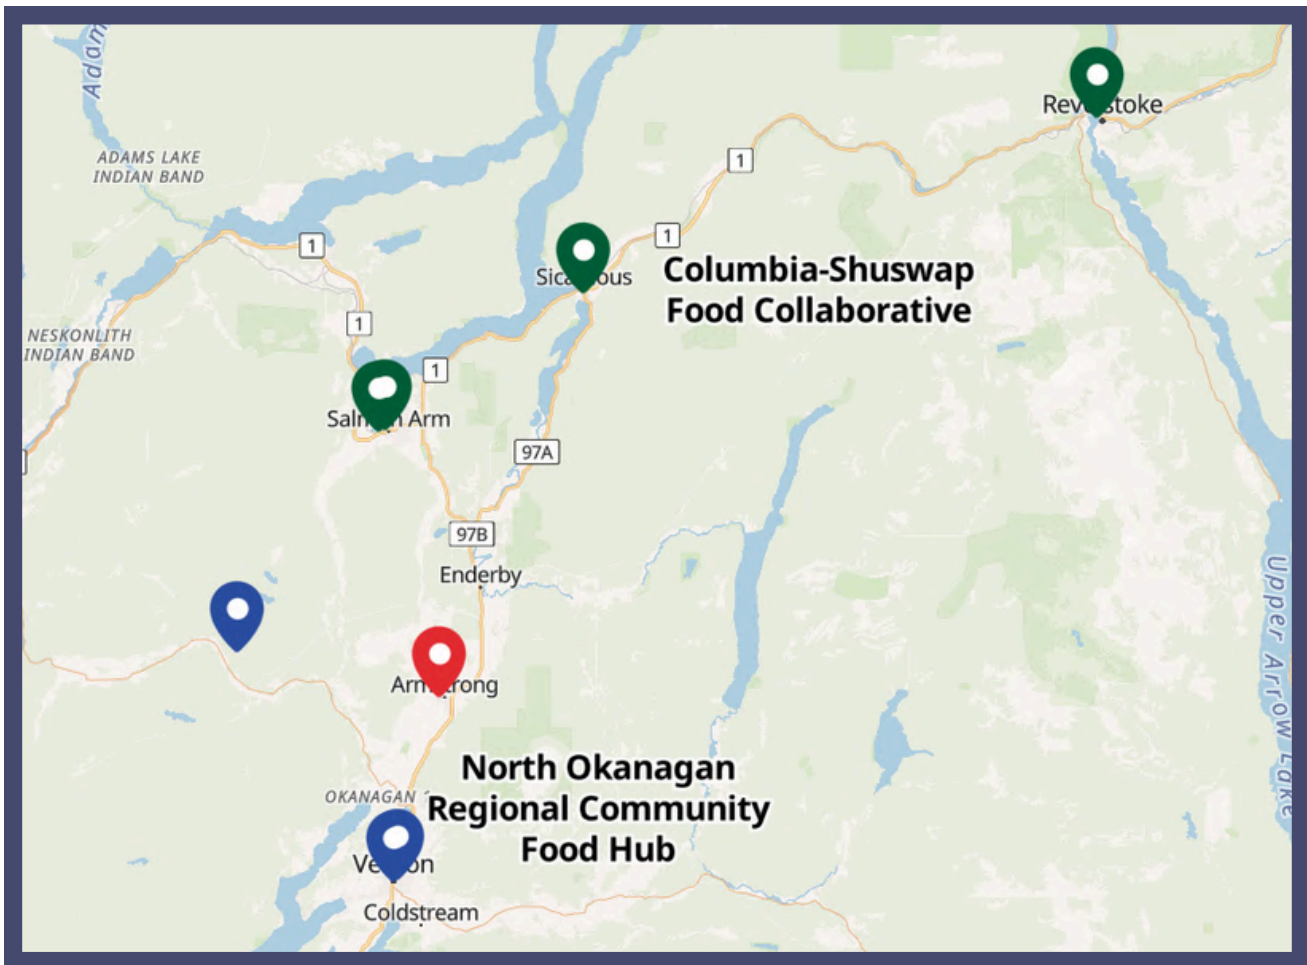 Adam
Revelstoke
ADAMS LAKE
INDIAN BAND
1
1
1
Sicamous
Columbia-Shuswap
Food Collaborative
1
NESKONLITH
INDIAN BAND
1
Salmon Arm
97A
97B
Enderby
Upper Arrow Lake
Armstrong
North Okanagan
Regional Community
Food Hub
OKANAGAN
Vernon
Coldstream